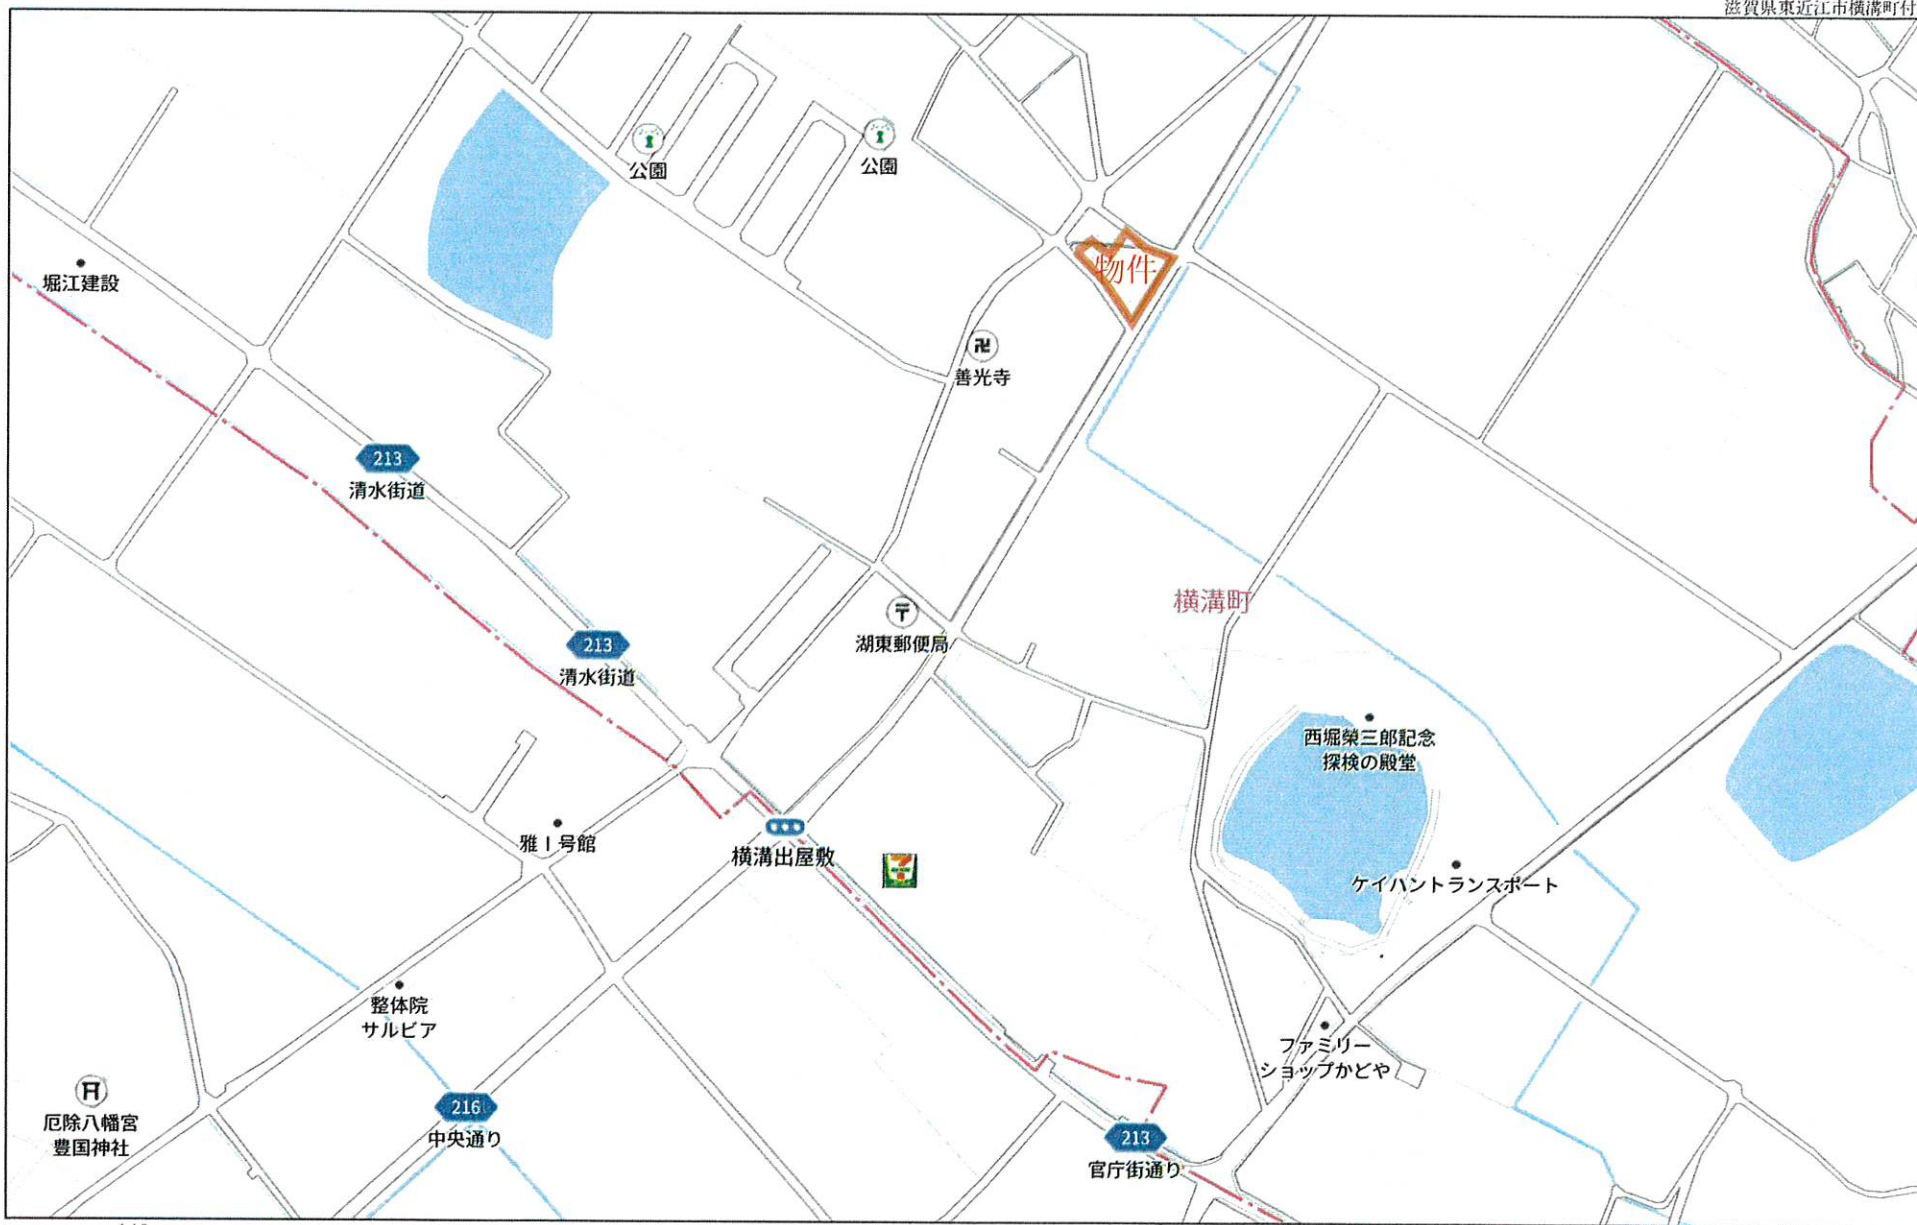 滋賀県東近江市横溝町付
公園
公園
堀江建設
物件
善光寺
213
清水街道
横溝町
湖東郵便局
213
清水街道
西堀榮三郎記念
探検の殿堂
雅Ⅰ号館
横溝出屋敷
7
ケイハントランスポート
整体院
サルビア
ファミリー
ショップかどや
厄除八幡宮
豊国神社
216
中央通り
213
官庁街通り